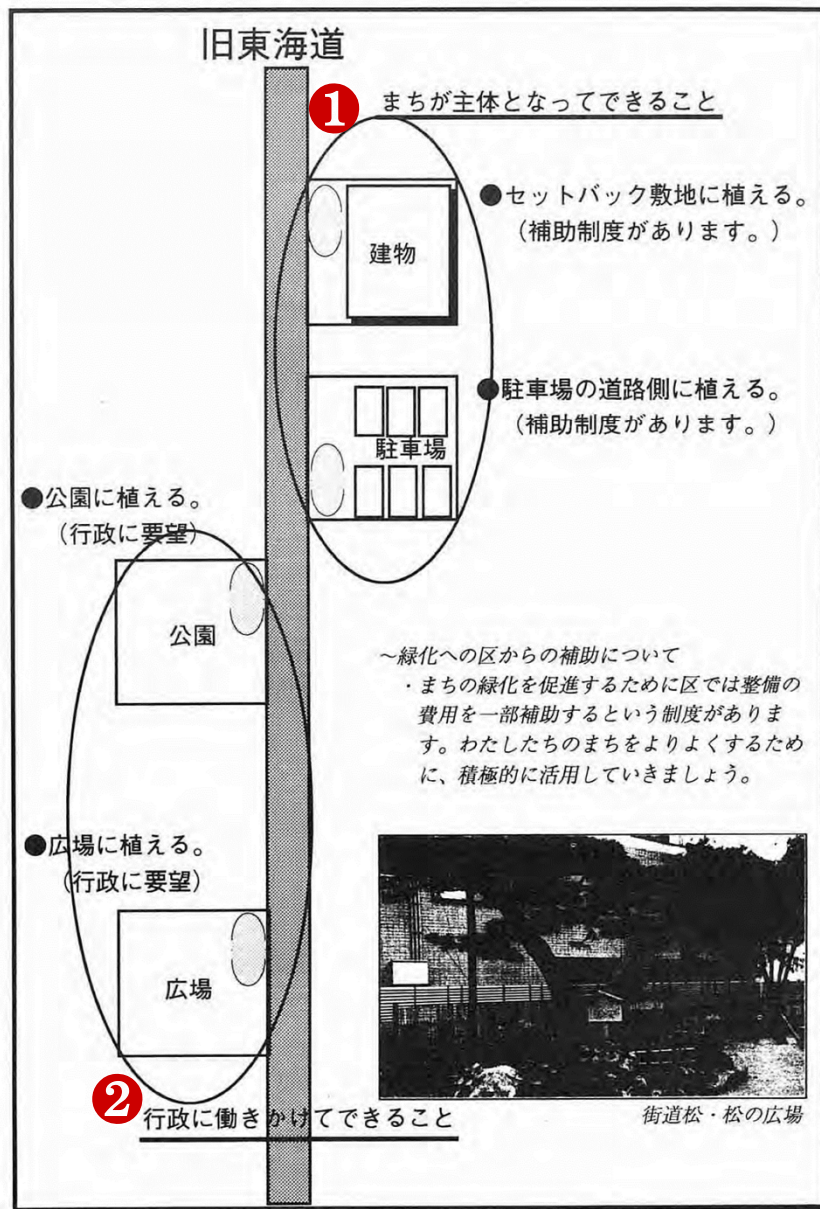 旧東海道
1
まちが主体となってできること
●セットバック敷地に植える。
(補助制度があります。)
建物
●駐車場の道路側に植える。
(補助制度があります。)
駐車場
●公園に植える。
(行政に要望)
公園
～緑化への区からの補助について
・まちの緑化を促進するために区では整備の
費用を一部補助するという制度がありま
す。わたしたちのまちをよりよくするため
に、積極的に活用していきましょう。
●広場に植える。
(行政に要望)
広場
街道松・松の広場
2
行政に働きかけてできること